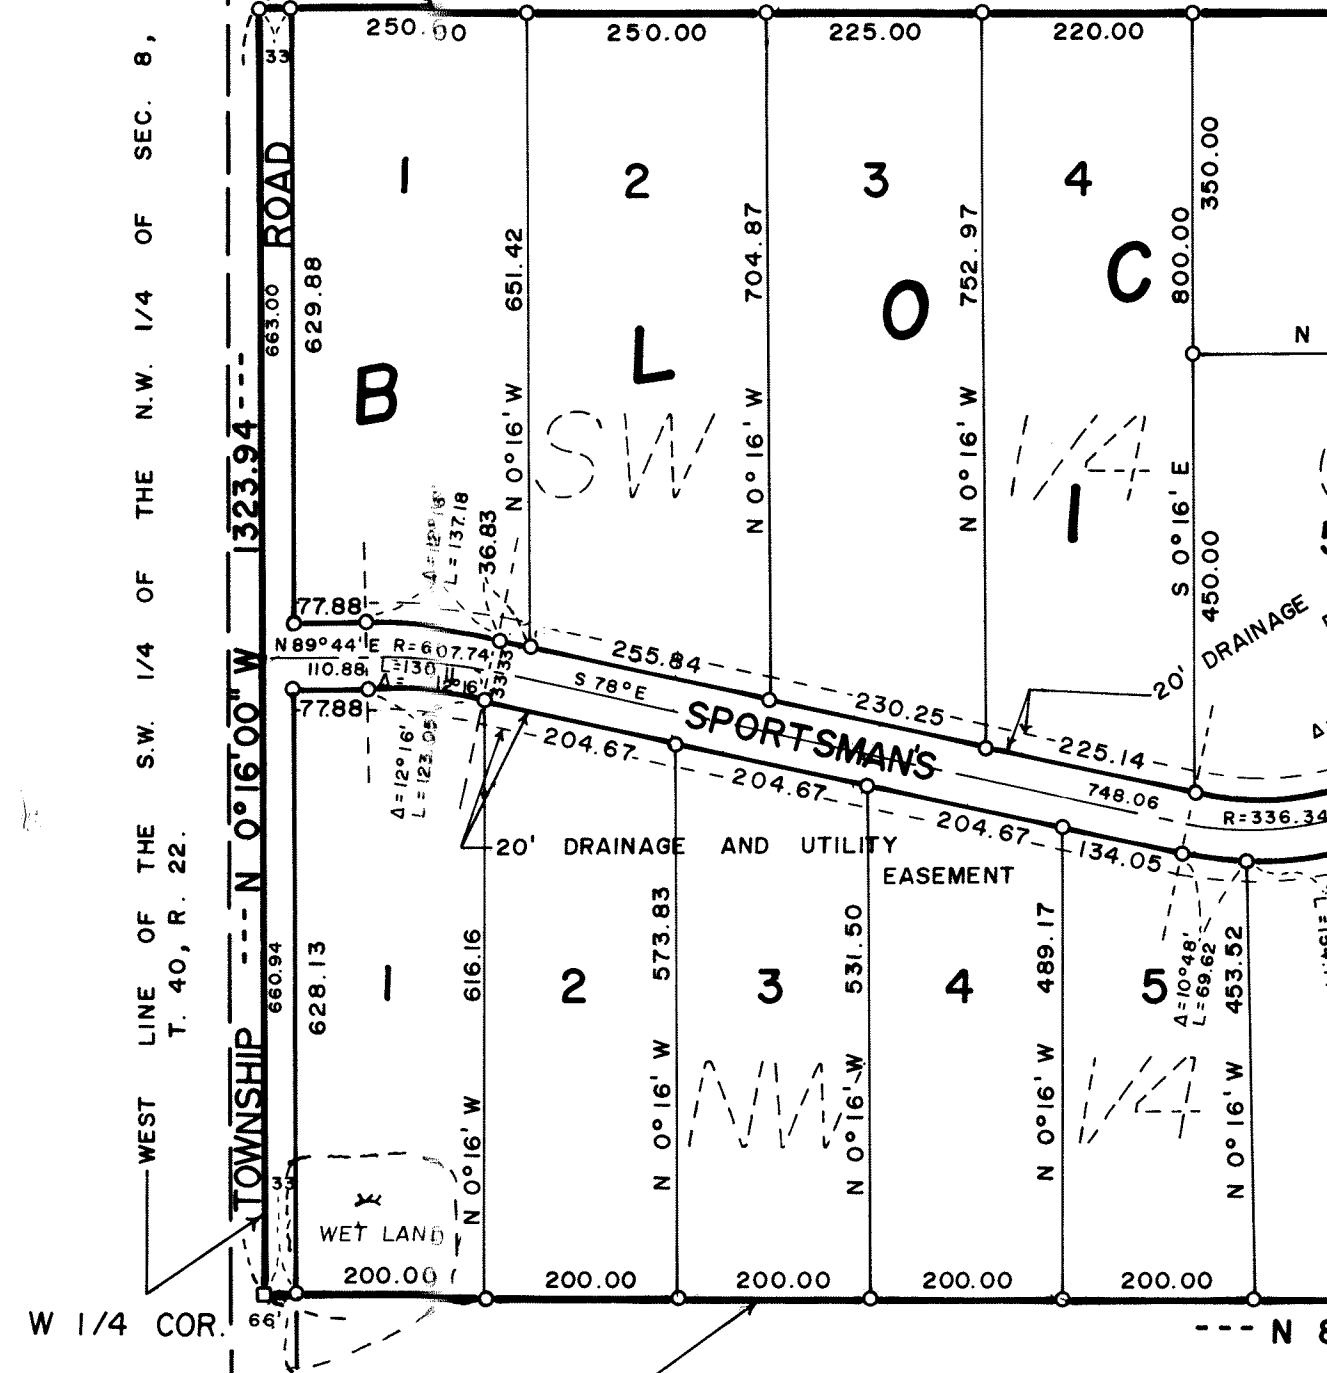 250.00
250.00
225.00
220.00
33
WEST LINE OF THE S.W. 1/4 OF THE N.W. 1/4 OF SEC. 8,
T. 40, R. 22.
TOWNSHIP
ROAD
--- N 0°16'00" W 1323.94 ---
663.00
629.88
1
2
3
4
651.42
N 0°16' W
704.87
N 0°16' W
752.97
N 0°16' W
800.00
S 0°16' E
350.00
450.00
N
B
L
O
C
SW
1/4
1
Δ=12°16'
L=137.18
36.83
77.88
N 89°44' E
R=607.74
110.88
L=130.11
Δ= 12°16'
33
33
77.88
255.84
S 78° E
230.25
225.14
SPORTSMAN'S
748.06
R=336.34
20' DRAINAGE
204.67
204.67
204.67
134.05
Δ=12°16'
L=123.05
20' DRAINAGE AND UTILITY
EASEMENT
660.94
628.13
1
2
3
4
5
616.16
N 0°16' W
573.83
N 0°16' W
531.50
N 0°16' W
489.17
N 0°16' W
Δ=10°48'
L=69.62
453.52
N 0°16' W
NW
1/4
33
WET LAND
200.00
200.00
200.00
200.00
200.00
W 1/4 COR.
66'
--- N 8